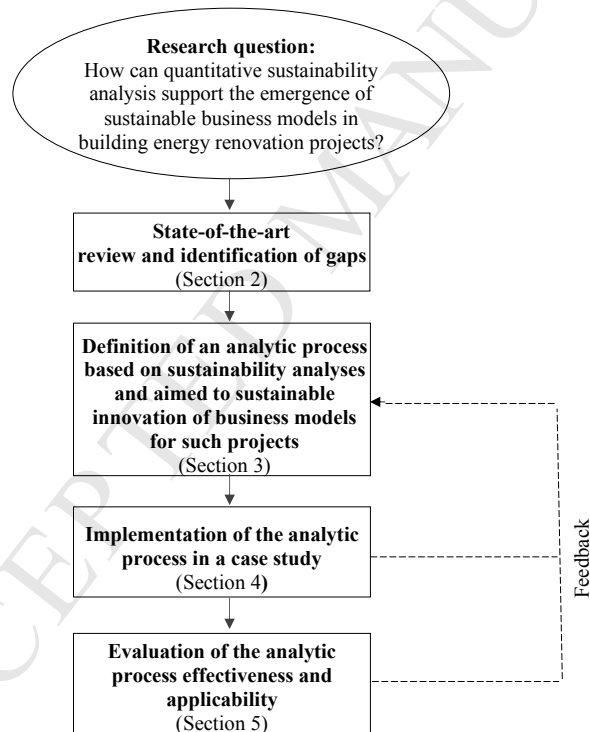 Research question:
How can quantitative sustainability
analysis support the emergence of
sustainable business models in
building energy renovation projects?
State-of-the-art
review and identification of gaps
(Section 2)
Definition of an analytic process
based on sustainability analyses
and aimed to sustainable
innovation of business models
for such projects
(Section 3)
Implementation of the analytic
process in a case study
(Section 4)
Evaluation of the analytic
process effectiveness and
applicability
(Section 5)
Feedback
CEPTED MANU